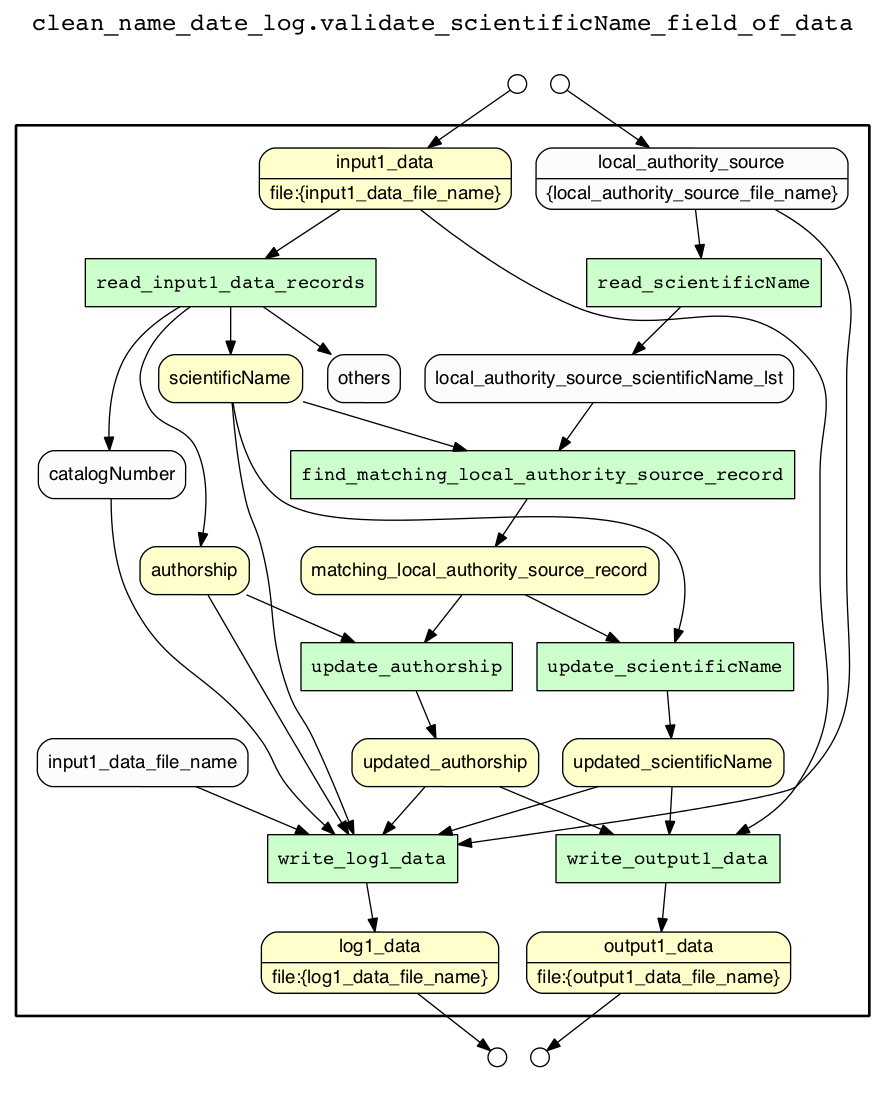 clean_name_date_log.validate_scientificName_field_of_data
input1_data
file:{input1_data_file_name}
local_authority_source
{local_authority_source_file_name}
read_input1_data_records
read_scientificName
scientificName
others
local_authority_source_scientificName_lst
catalogNumber
find_matching_local_authority_source_record
authorship
matching_local_authority_source_record
update_authorship
update_scientificName
input1_data_file_name
updated_authorship
updated_scientificName
write_log1_data
write_output1_data
log1_data
file:{log1_data_file_name}
output1_data
file:{output1_data_file_name}